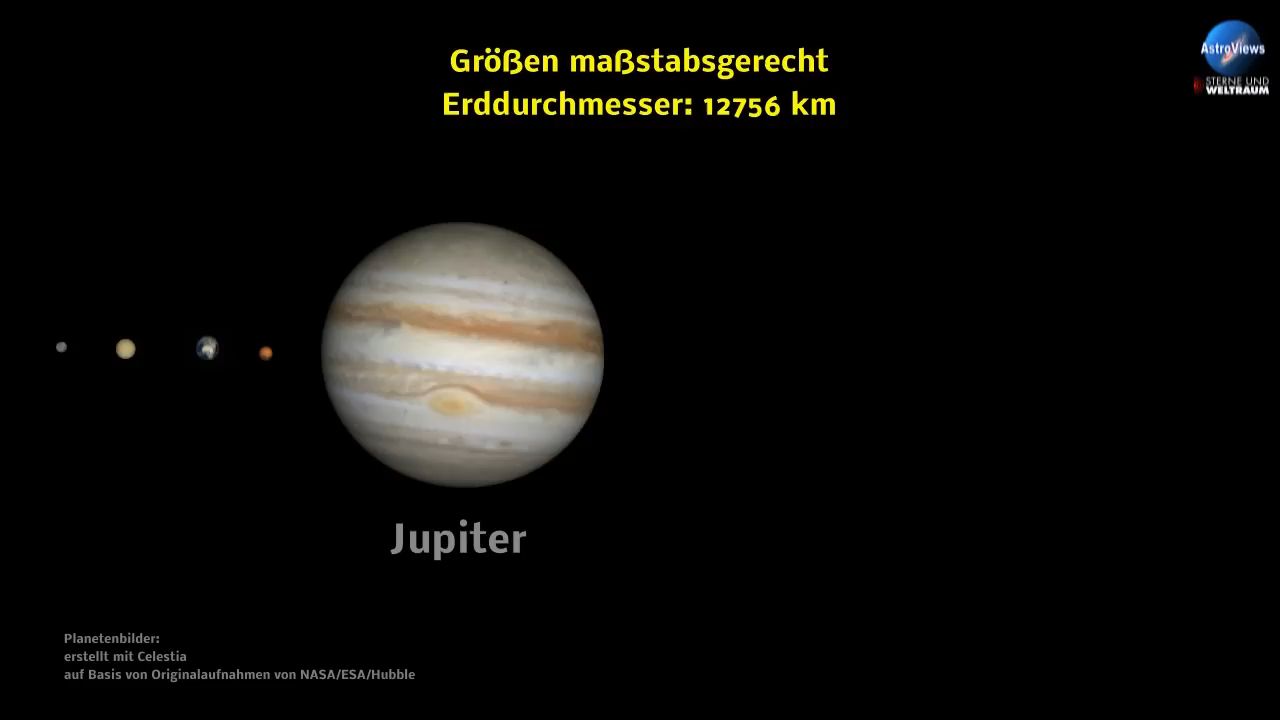 Größen maßstabsgerecht
Erddurchmesser: 12756 km
AstroViews
STERNE UND
WELTRAUM
Jupiter
Planetenbilder:
erstellt mit Celestia
auf Basis von Originalaufnahmen von NASA/ESA/Hubble